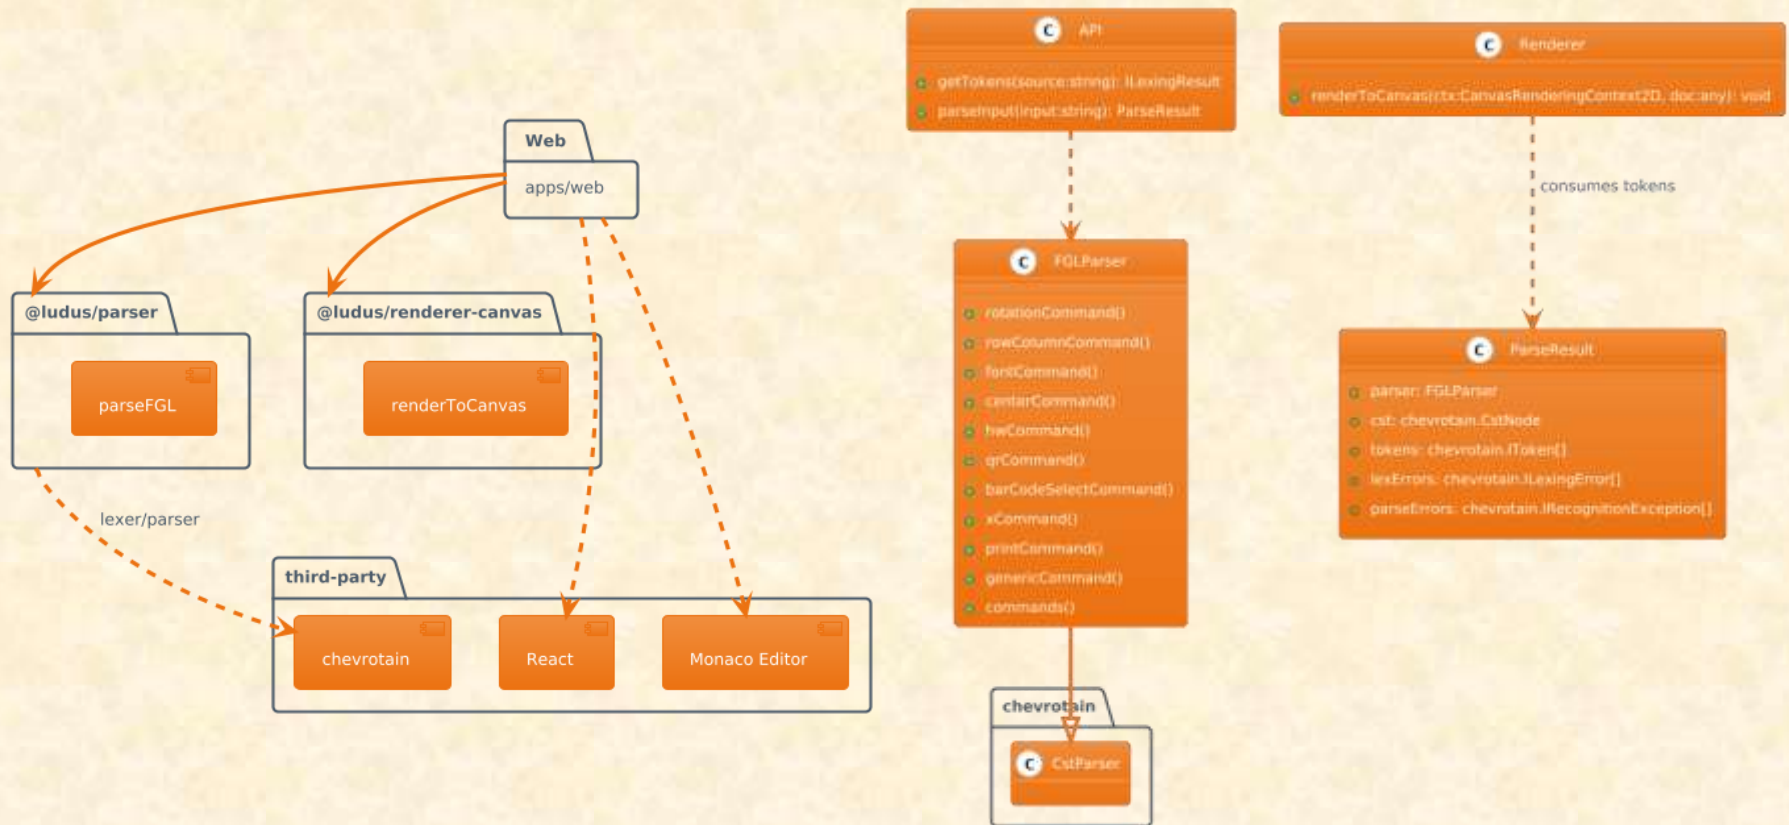 Web
apps/web
@ludus/parser
parseFGL
@ludus/renderer-canvas
renderToCanvas
lexer/parser
third-party
chevrotain
React
Monaco Editor
C API
getTokens(source:string): ILexingResult
parseInput(input:string): ParseResult
C FGLParser
rotationCommand()
rowColumnCommand()
fontCommand()
centerCommand()
hwCommand()
qrCommand()
barCodeSelectCommand()
xCommand()
printCommand()
genericCommand()
commands()
chevrotain
C CstParser
C Renderer
renderToCanvas(ctx:CanvasRenderingContext2D, doc:any): void
consumes tokens
C ParseResult
parser: FGLParser
cst: chevrotain.CstNode
tokens: chevrotain.IToken[]
lexErrors: chevrotain.ILexingError[]
parseErrors: chevrotain.IRecognitionException[]